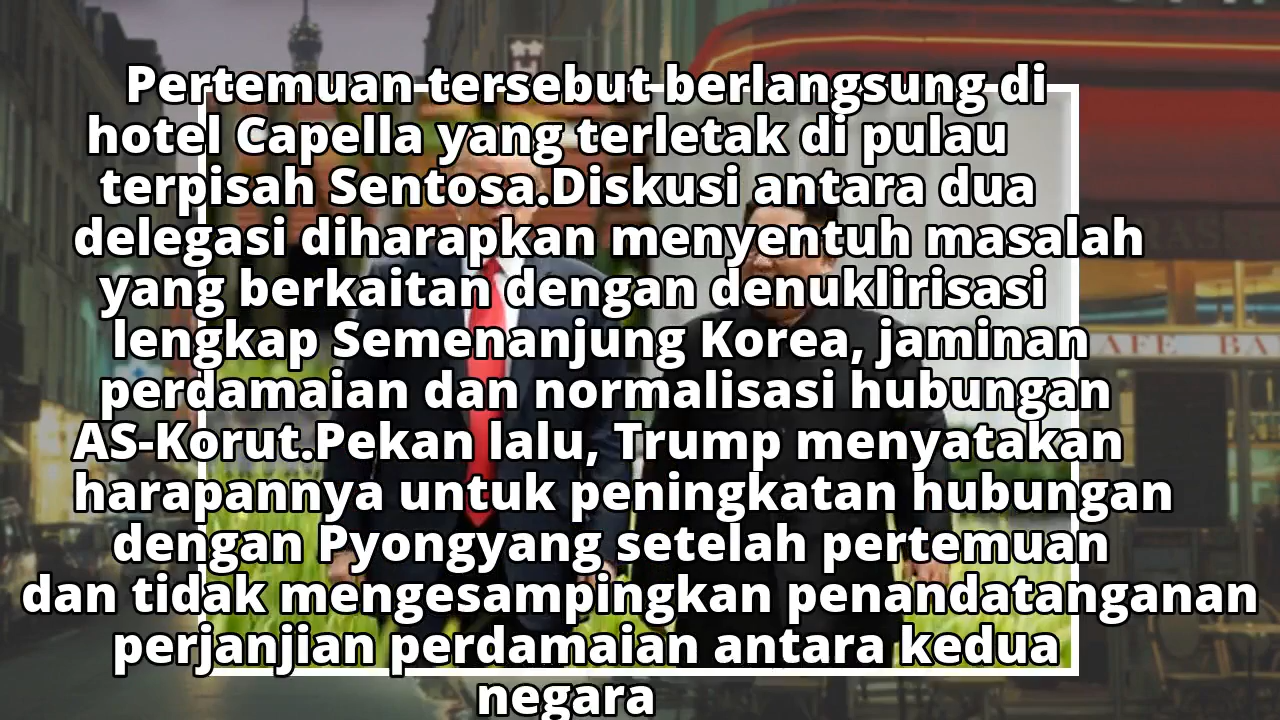 Pertemuan tersebut berlangsung di
hotel Capella yang terletak di pulau
terpisah Sentosa.Diskusi antara dua
delegasi diharapkan menyentuh masalah
yang berkaitan dengan denuklirisasi
lengkap Semenanjung Korea, jaminan
perdamaian dan normalisasi hubungan
AS-Korut.Pekan lalu, Trump menyatakan
harapannya untuk peningkatan hubungan
dengan Pyongyang setelah pertemuan
dan tidak mengesampingkan penandatanganan
perjanjian perdamaian antara kedua
negara
AFE BA